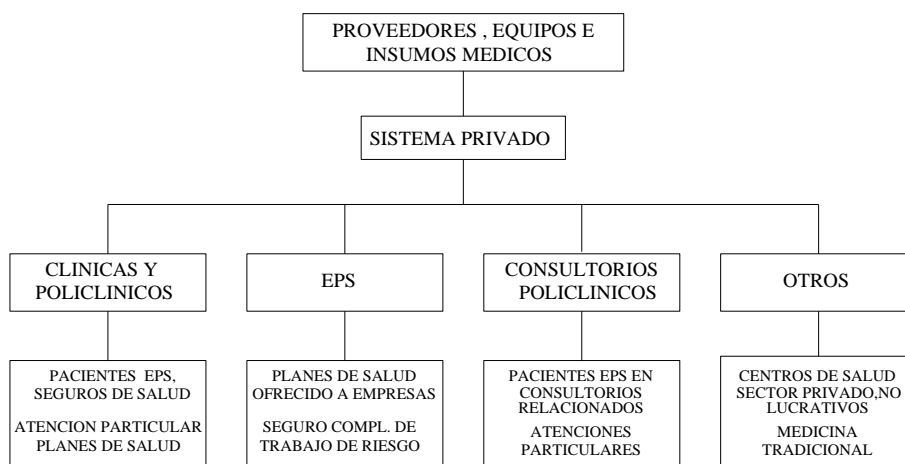 PROVEEDORES , EQUIPOS E
INSUMOS MEDICOS
SISTEMA PRIVADO
CLINICAS Y
POLICLINICOS
EPS
CONSULTORIOS
POLICLINICOS
OTROS
PACIENTES EPS,
SEGUROS DE SALUD
ATENCION PARTICULAR
PLANES DE SALUD
PLANES DE SALUD
OFRECIDO A EMPRESAS
SEGURO COMPL. DE
TRABAJO DE RIESGO
PACIENTES EPS EN
CONSULTORIOS
RELACIONADOS
ATENCIONES
PARTICULARES
CENTROS DE SALUD
SECTOR PRIVADO,NO
LUCRATIVOS
MEDICINA
TRADICIONAL